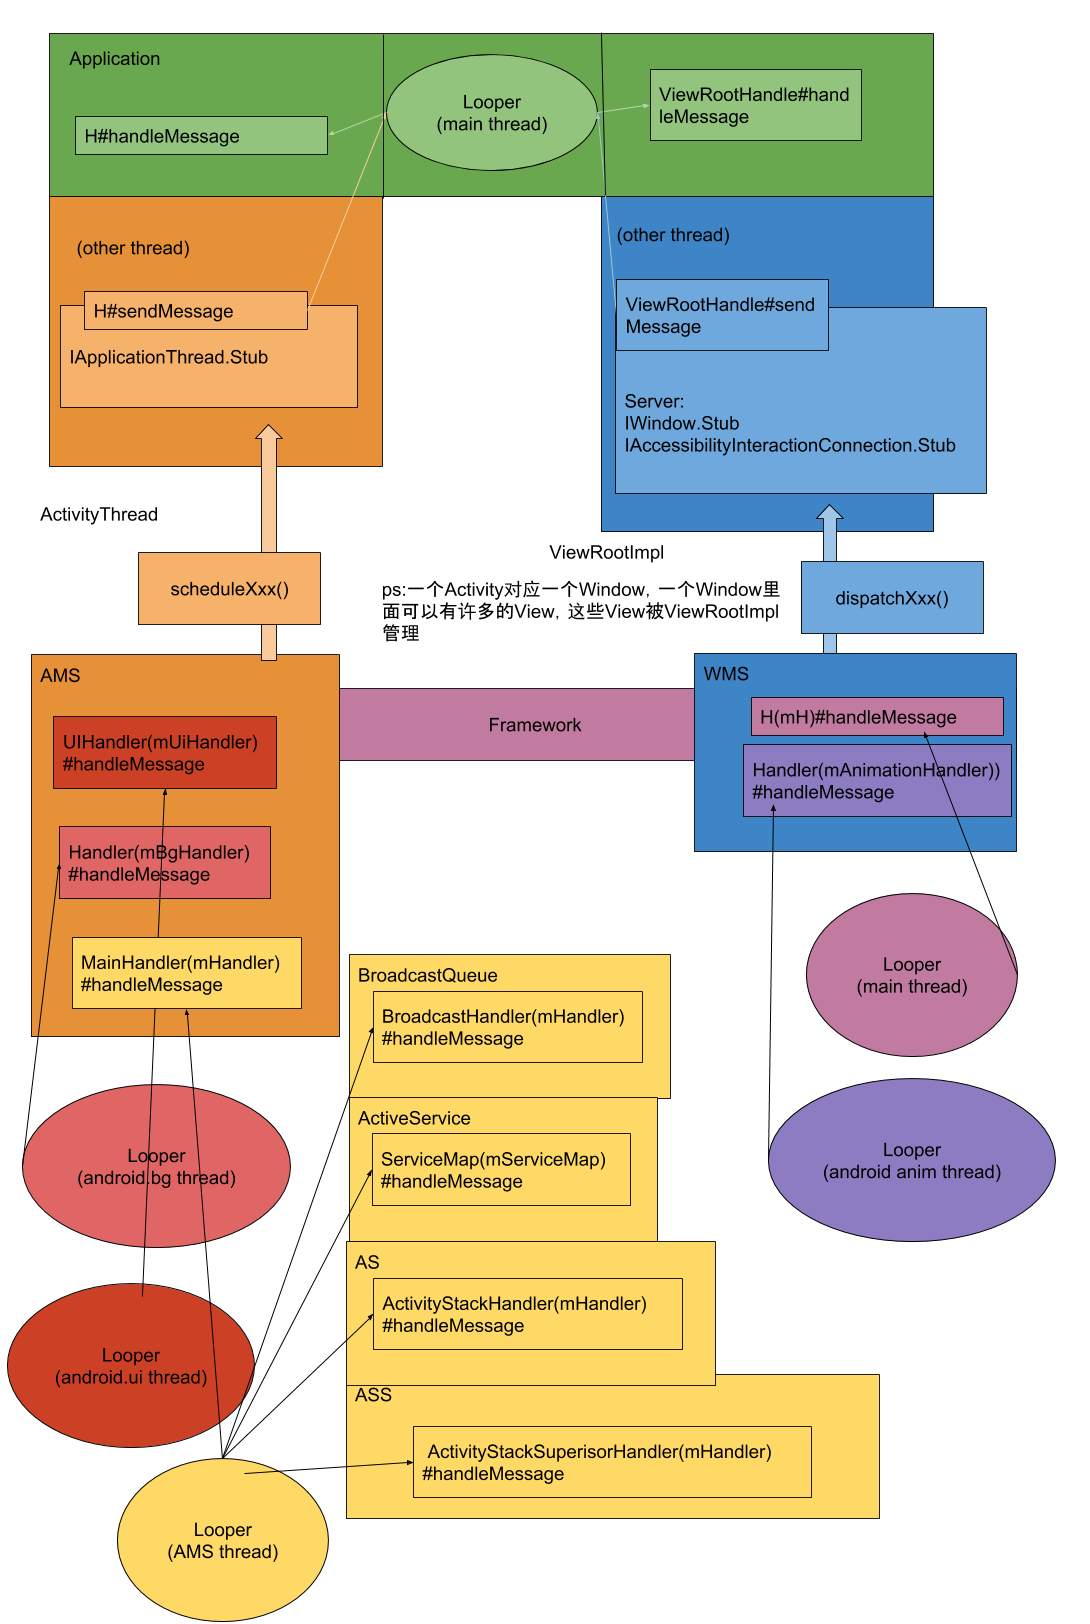 Application
Looper
(main thread)
ViewRootHandle#hand
leMessage
H#handleMessage
(other thread)
(other thread)
H#sendMessage
IApplicationThread.Stub
ViewRootHandle#send
Message
Server:
IWindow.Stub
IAccessibilityInteractionConnection.Stub
ActivityThread
ViewRootImpl
scheduleXxx()
ps:一个Activity对应一个Window，一个Window里
面可以有许多的View，这些View被ViewRootImpl
管理
dispatchXxx()
AMS
WMS
Framework
UIHandler(mUiHandler)
#handleMessage
H(mH)#handleMessage
Handler(mAnimationHandler))
#handleMessage
Handler(mBgHandler)
#handleMessage
MainHandler(mHandler)
#handleMessage
Looper
(main thread)
BroadcastQueue
BroadcastHandler(mHandler)
#handleMessage
ActiveService
ServiceMap(mServiceMap)
#handleMessage
Looper
(android.bg thread)
Looper
(android anim thread)
AS
ActivityStackHandler(mHandler)
#handleMessage
Looper
(android.ui thread)
ASS
ActivityStackSuperisorHandler(mHandler)
#handleMessage
Looper
(AMS thread)